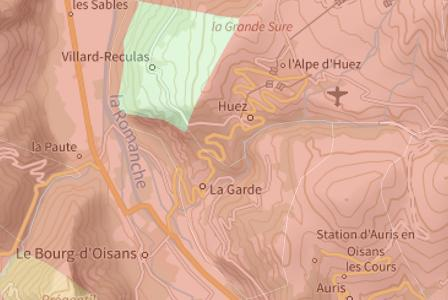 les Sables
la Grande Sure
Villard-Reculas
l'Alpe d'Huez
Huez
la Romanche
la Paute
La Garde
Station d'Auris en
Oisans
Le Bourg-d'Oisans
les Cours
Auris